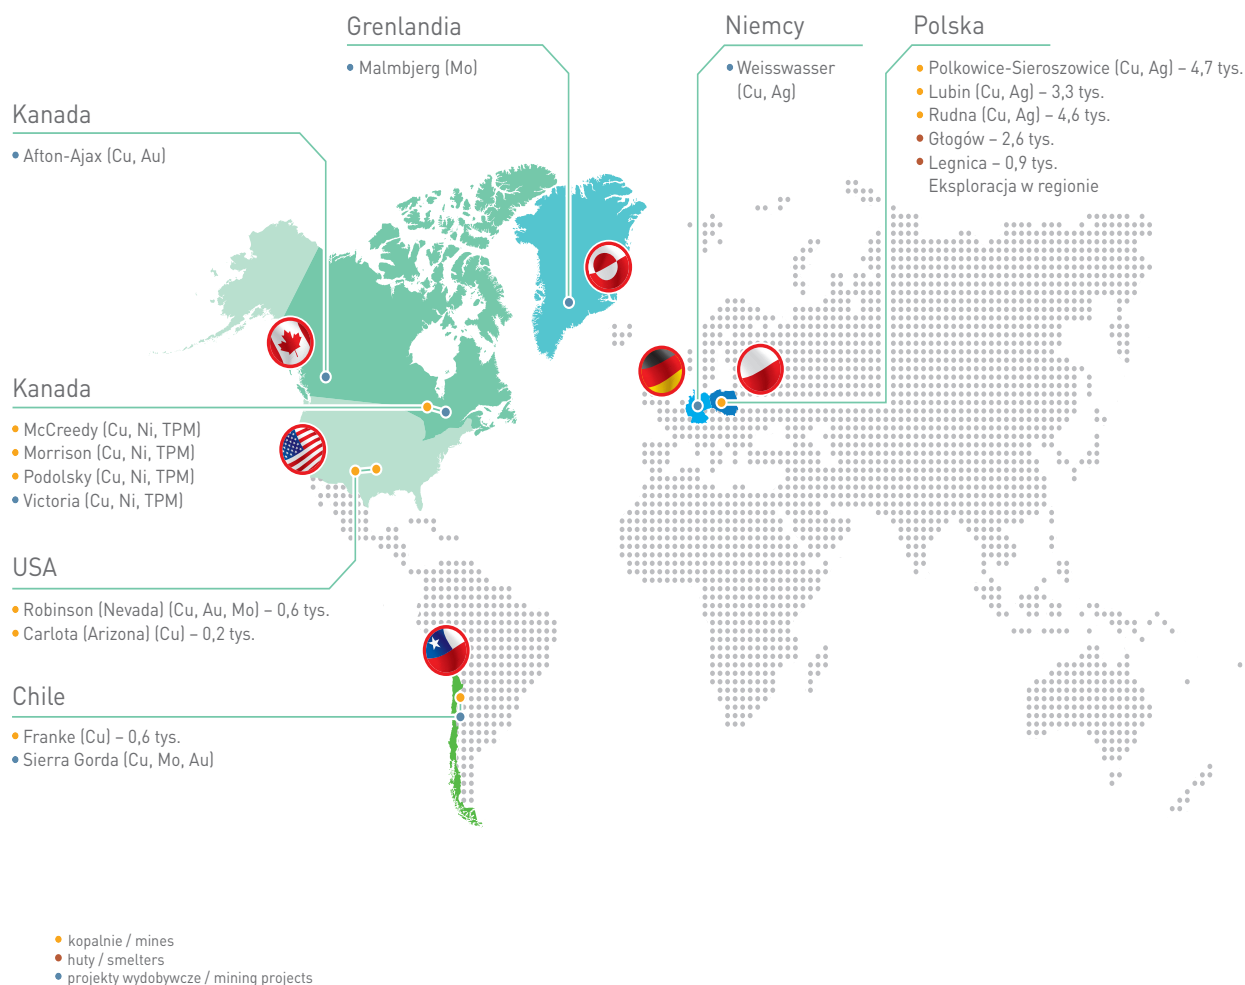 Grenlandia
Malmbjerg (Mo)
Niemcy
Weisswasser
(Cu, Ag)
Polska
Polkowice-Sieroszowice (Cu, Ag) – 4,7 tys.
Lubin (Cu, Ag) – 3,3 tys.
Rudna (Cu, Ag) – 4,6 tys.
Głogów – 2,6 tys.
Legnica – 0,9 tys.
Eksploracja w regionie
Kanada
Afton-Ajax (Cu, Au)
Kanada
McCreedy (Cu, Ni, TPM)
Morrison (Cu, Ni, TPM)
Podolsky (Cu, Ni, TPM)
Victoria (Cu, Ni, TPM)
USA
Robinson (Nevada) (Cu, Au, Mo) – 0,6 tys.
Carlota (Arizona) (Cu) – 0,2 tys.
Chile
Franke (Cu) – 0,6 tys.
Sierra Gorda (Cu, Mo, Au)
kopalnie / mines
huty / smelters
projekty wydobywcze / mining projects